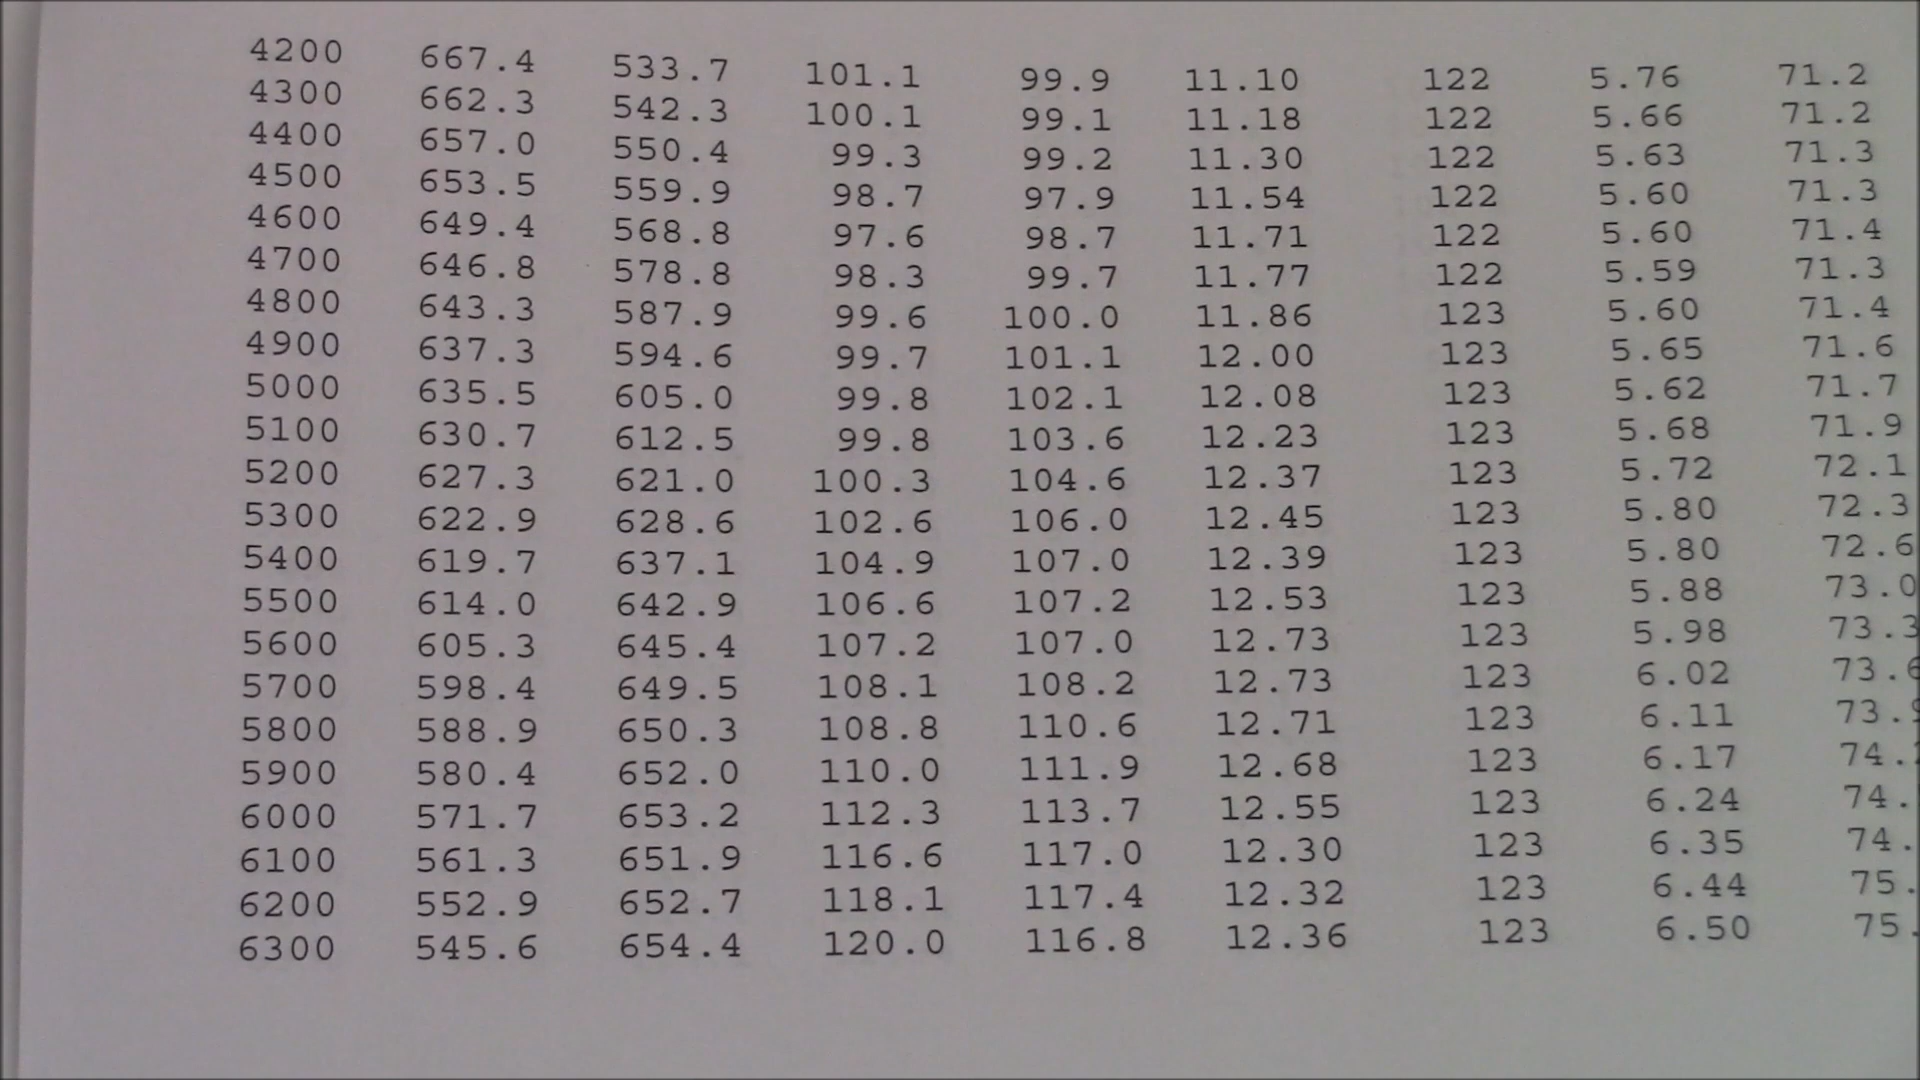 4200 667.4 533.7 101.1 99.9 11.10 122 5.76 71.2
4300 662.3 542.3 100.1 99.1 11.18 122 5.66 71.2
4400 657.0 550.4 99.3 99.2 11.30 122 5.63 71.3
4500 653.5 559.9 98.7 97.9 11.54 122 5.60 71.3
4600 649.4 568.8 97.6 98.7 11.71 122 5.60 71.4
4700 646.8 578.8 98.3 99.7 11.77 122 5.59 71.3
4800 643.3 587.9 99.6 100.0 11.86 123 5.60 71.4
4900 637.3 594.6 99.7 101.1 12.00 123 5.65 71.6
5000 635.5 605.0 99.8 102.1 12.08 123 5.62 71.7
5100 630.7 612.5 99.8 103.6 12.23 123 5.68 71.9
5200 627.3 621.0 100.3 104.6 12.37 123 5.72 72.1
5300 622.9 628.6 102.6 106.0 12.45 123 5.80 72.3
5400 619.7 637.1 104.9 107.0 12.39 123 5.80 72.6
5500 614.0 642.9 106.6 107.2 12.53 123 5.88 73.0
5600 605.3 645.4 107.2 107.0 12.73 123 5.98 73.3
5700 598.4 649.5 108.1 108.2 12.73 123 6.02 73.6
5800 588.9 650.3 108.8 110.6 12.71 123 6.11 73.9
5900 580.4 652.0 110.0 111.9 12.68 123 6.17 74.
6000 571.7 653.2 112.3 113.7 12.55 123 6.24 74.
6100 561.3 651.9 116.6 117.0 12.30 123 6.35 74.
6200 552.9 652.7 118.1 117.4 12.32 123 6.44 75.
6300 545.6 654.4 120.0 116.8 12.36 123 6.50 75.